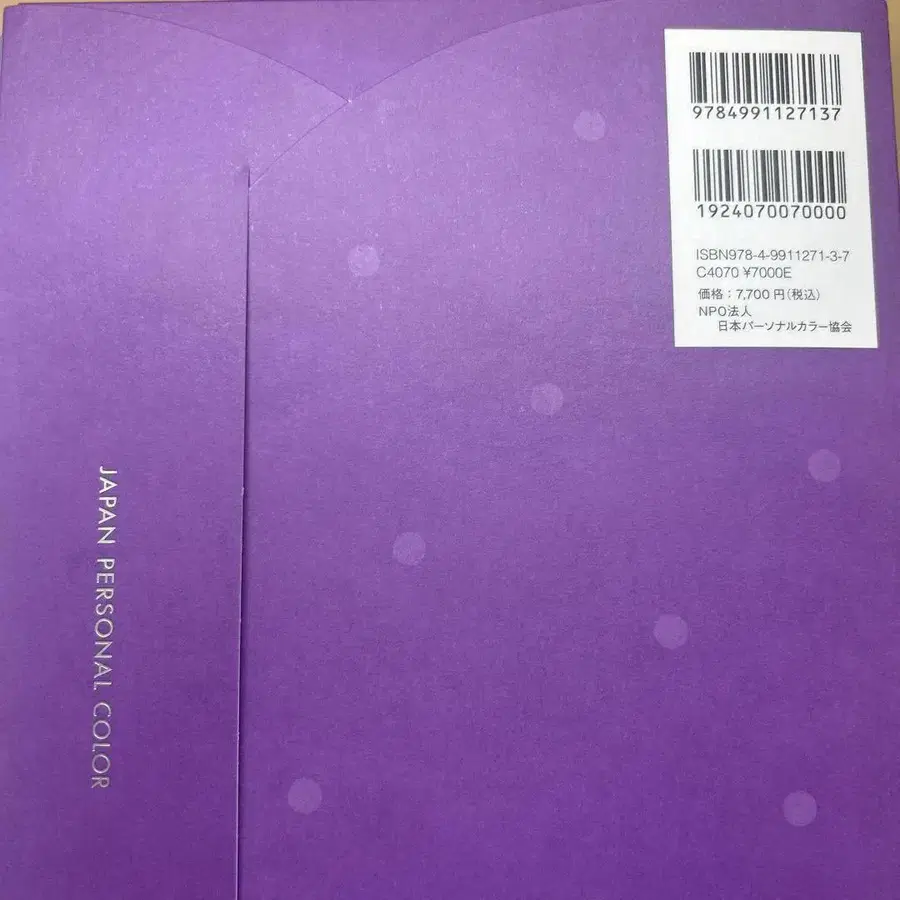 9784991127137
1924070070000
ISBN978-4-9911271-3-7
C4070 ¥7000E
価格：7,700円(税込)
NPO法人
日本パーソナルカラー協会
JAPAN PERSONAL COLOR